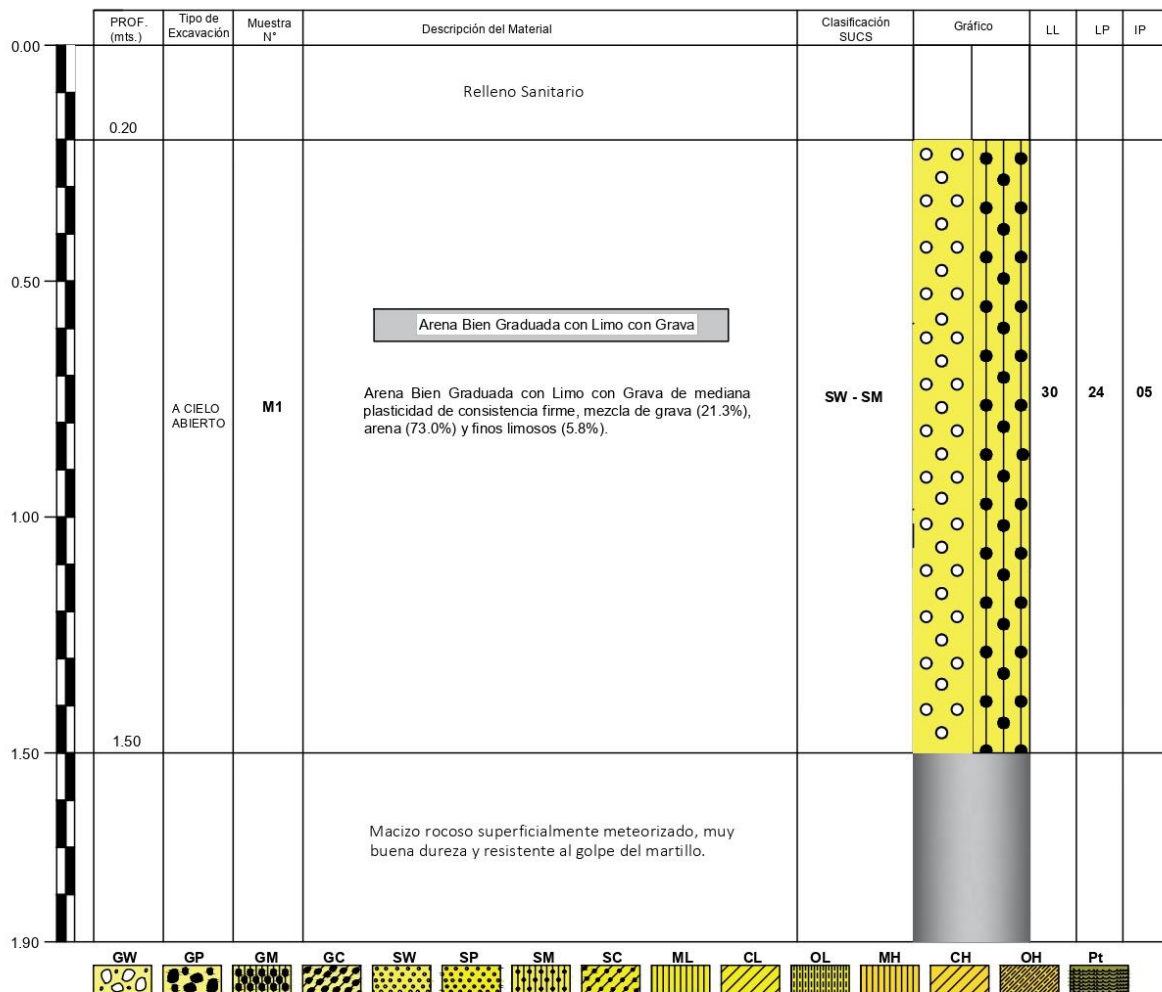 PROF. (mts.) Tipo de Excavación Muestra N° Descripción del Material Clasificación SUCS Gráfico LL LP IP
0.00
Relleno Sanitario
0.20
0.50
Arena Bien Graduada con Limo con Grava
Arena Bien Graduada con Limo con Grava de mediana
plasticidad de consistencia firme, mezcla de grava (21.3%),
arena (73.0%) y finos limosos (5.8%).
A CIELO
ABIERTO
M1
SW - SM
30 24 05
1.00
1.50
1.50
Macizo rocoso superficialmente meteorizado, muy
buena dureza y resistente al golpe del martillo.
1.90
GW GP GM GC SW SP SM SC ML CL OL MH CH OH Pt